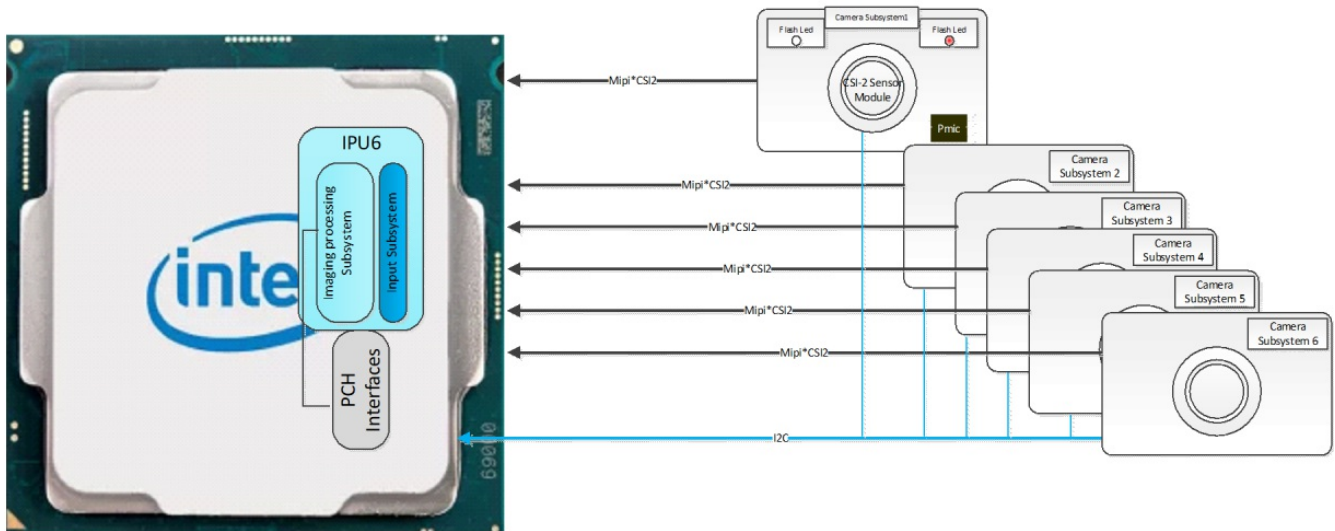 Camera Subsystem1
Flash Led
Flash Led
CSI-2 Sensor
Module
Pmic
Mipi*CSI2
IPU6
Imaging processing
Subsystem
Input Subsystem
PCH
Interfaces
inte
Mipi*CSI2
Camera
Subsystem 2
Mipi*CSI2
Camera
Subsystem 3
Mipi*CSI2
Camera
Subsystem 4
Mipi*CSI2
Camera
Subsystem 5
Mipi*CSI2
Camera
Subsystem 6
I2C